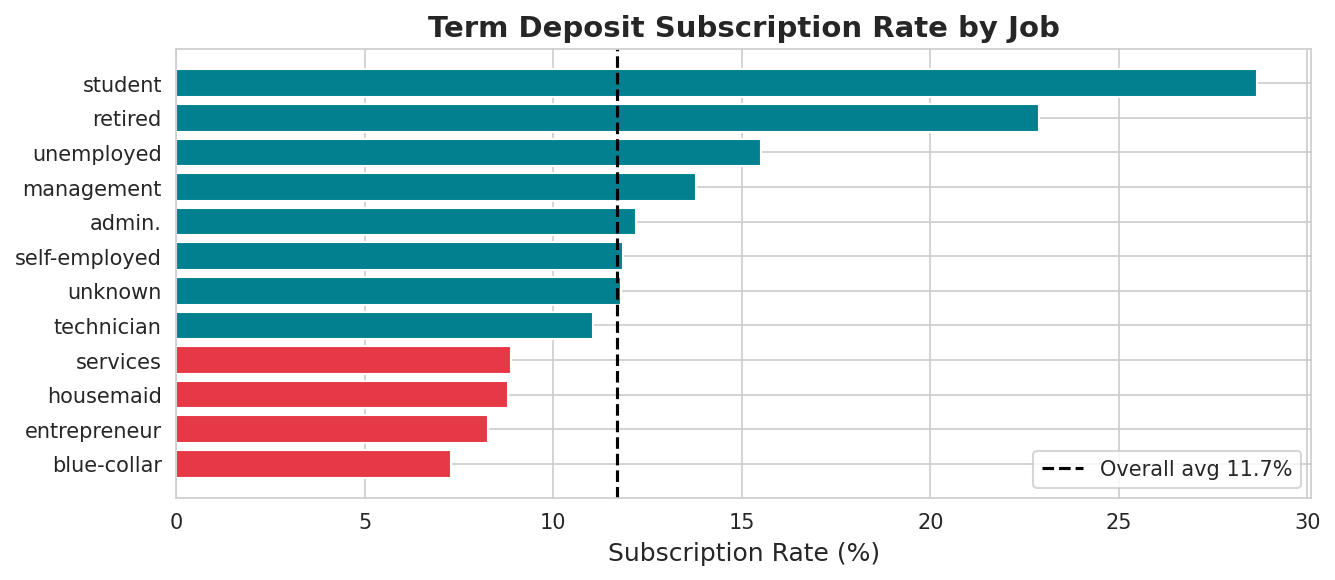 Term Deposit Subscription Rate by Job
student
retired
unemployed
management
admin.
self-employed
unknown
technician
services
housemaid
entrepreneur
blue-collar
Overall avg 11.7%
0 5 10 15 20 25 30
Subscription Rate (%)